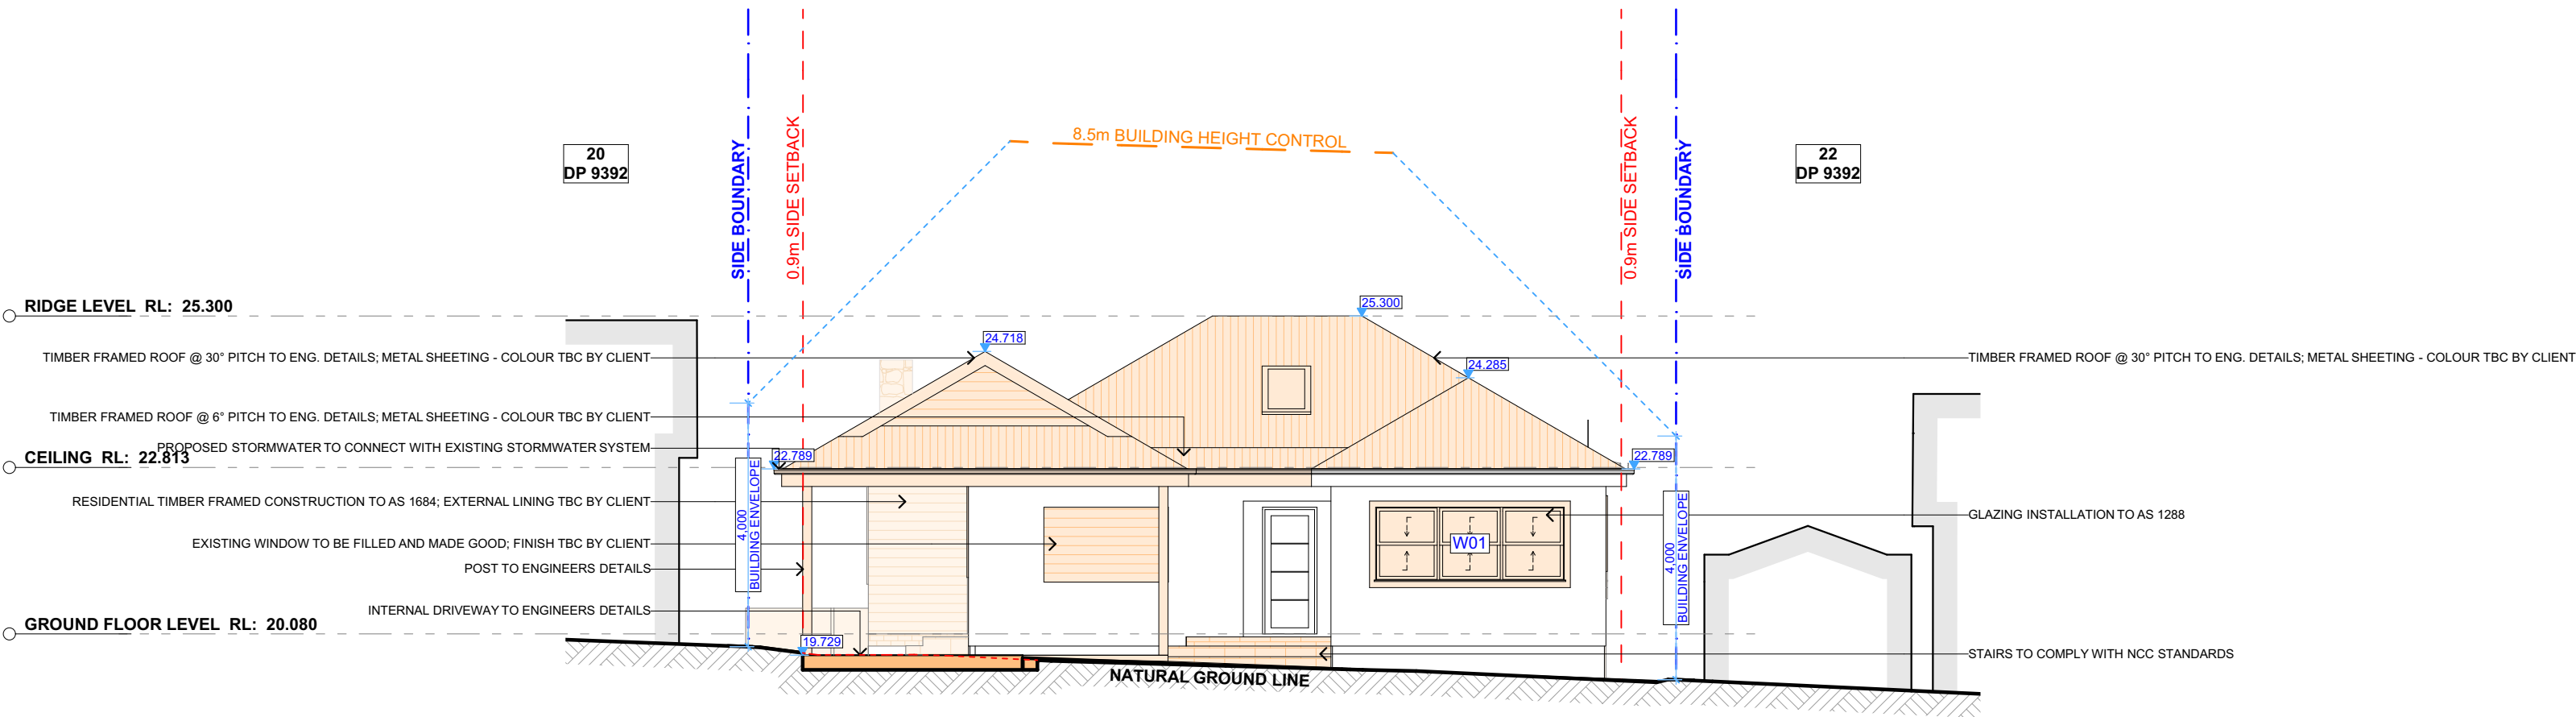 8.5m BUILDING HEIGHT CONTROL
20
DP 9392
SIDE BOUNDARY
0.9m SIDE SETBACK
0.9m SIDE SETBACK
SIDE BOUNDARY
22
DP 9392
RIDGE LEVEL RL: 25.300
25.300
24.718
TIMBER FRAMED ROOF @ 30° PITCH TO ENG. DETAILS; METAL SHEETING - COLOUR TBC BY CLIENT
TIMBER FRAMED ROOF @ 30° PITCH TO ENG. DETAILS; METAL SHEETING - COLOUR TBC BY CLIENT
24.285
TIMBER FRAMED ROOF @ 6° PITCH TO ENG. DETAILS; METAL SHEETING - COLOUR TBC BY CLIENT
PROPOSED STORMWATER TO CONNECT WITH EXISTING STORMWATER SYSTEM
CEILING RL: 22.813
22.789
22.789
RESIDENTIAL TIMBER FRAMED CONSTRUCTION TO AS 1684; EXTERNAL LINING TBC BY CLIENT
4,000
BUILDING ENVELOPE
GLAZING INSTALLATION TO AS 1288
EXISTING WINDOW TO BE FILLED AND MADE GOOD; FINISH TBC BY CLIENT
W01
4,000
BUILDING ENVELOPE
POST TO ENGINEERS DETAILS
INTERNAL DRIVEWAY TO ENGINEERS DETAILS
GROUND FLOOR LEVEL RL: 20.080
19.729
STAIRS TO COMPLY WITH NCC STANDARDS
NATURAL GROUND LINE